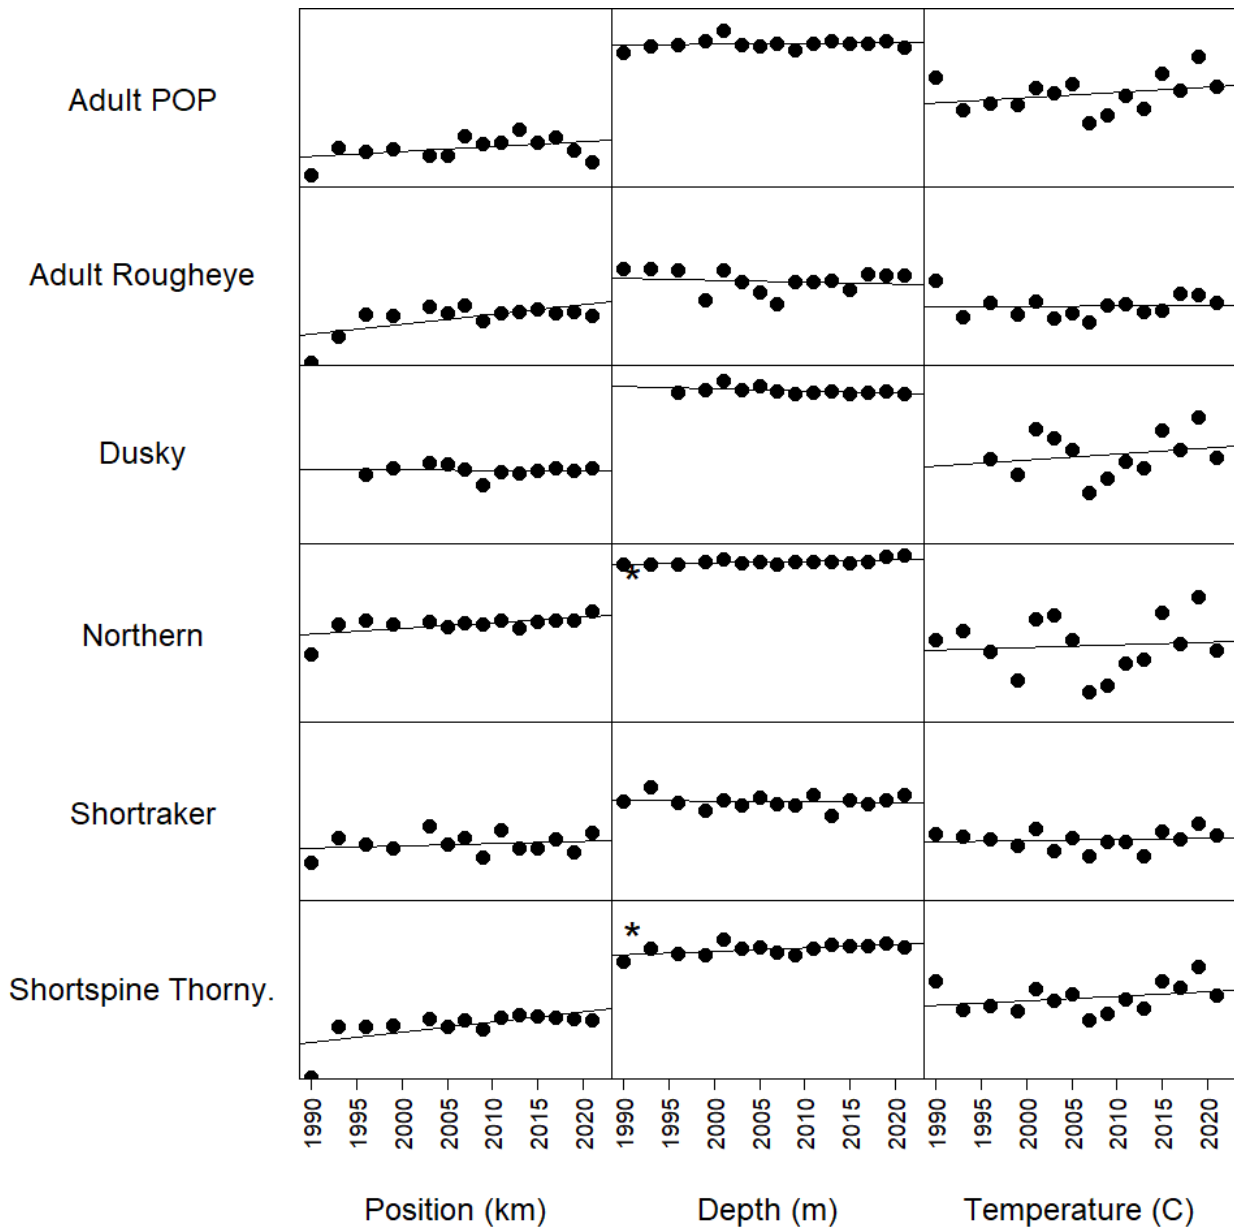 Adult POP
Adult Rougheye
Dusky
Northern
*
Shortraker
*
Shortspine Thorny.
1990 1995 2000 2005 2010 2015 2020 1990 1995 2000 2005 2010 2015 2020 1990 1995 2000 2005 2010 2015 2020
Position (km) Depth (m) Temperature (C)